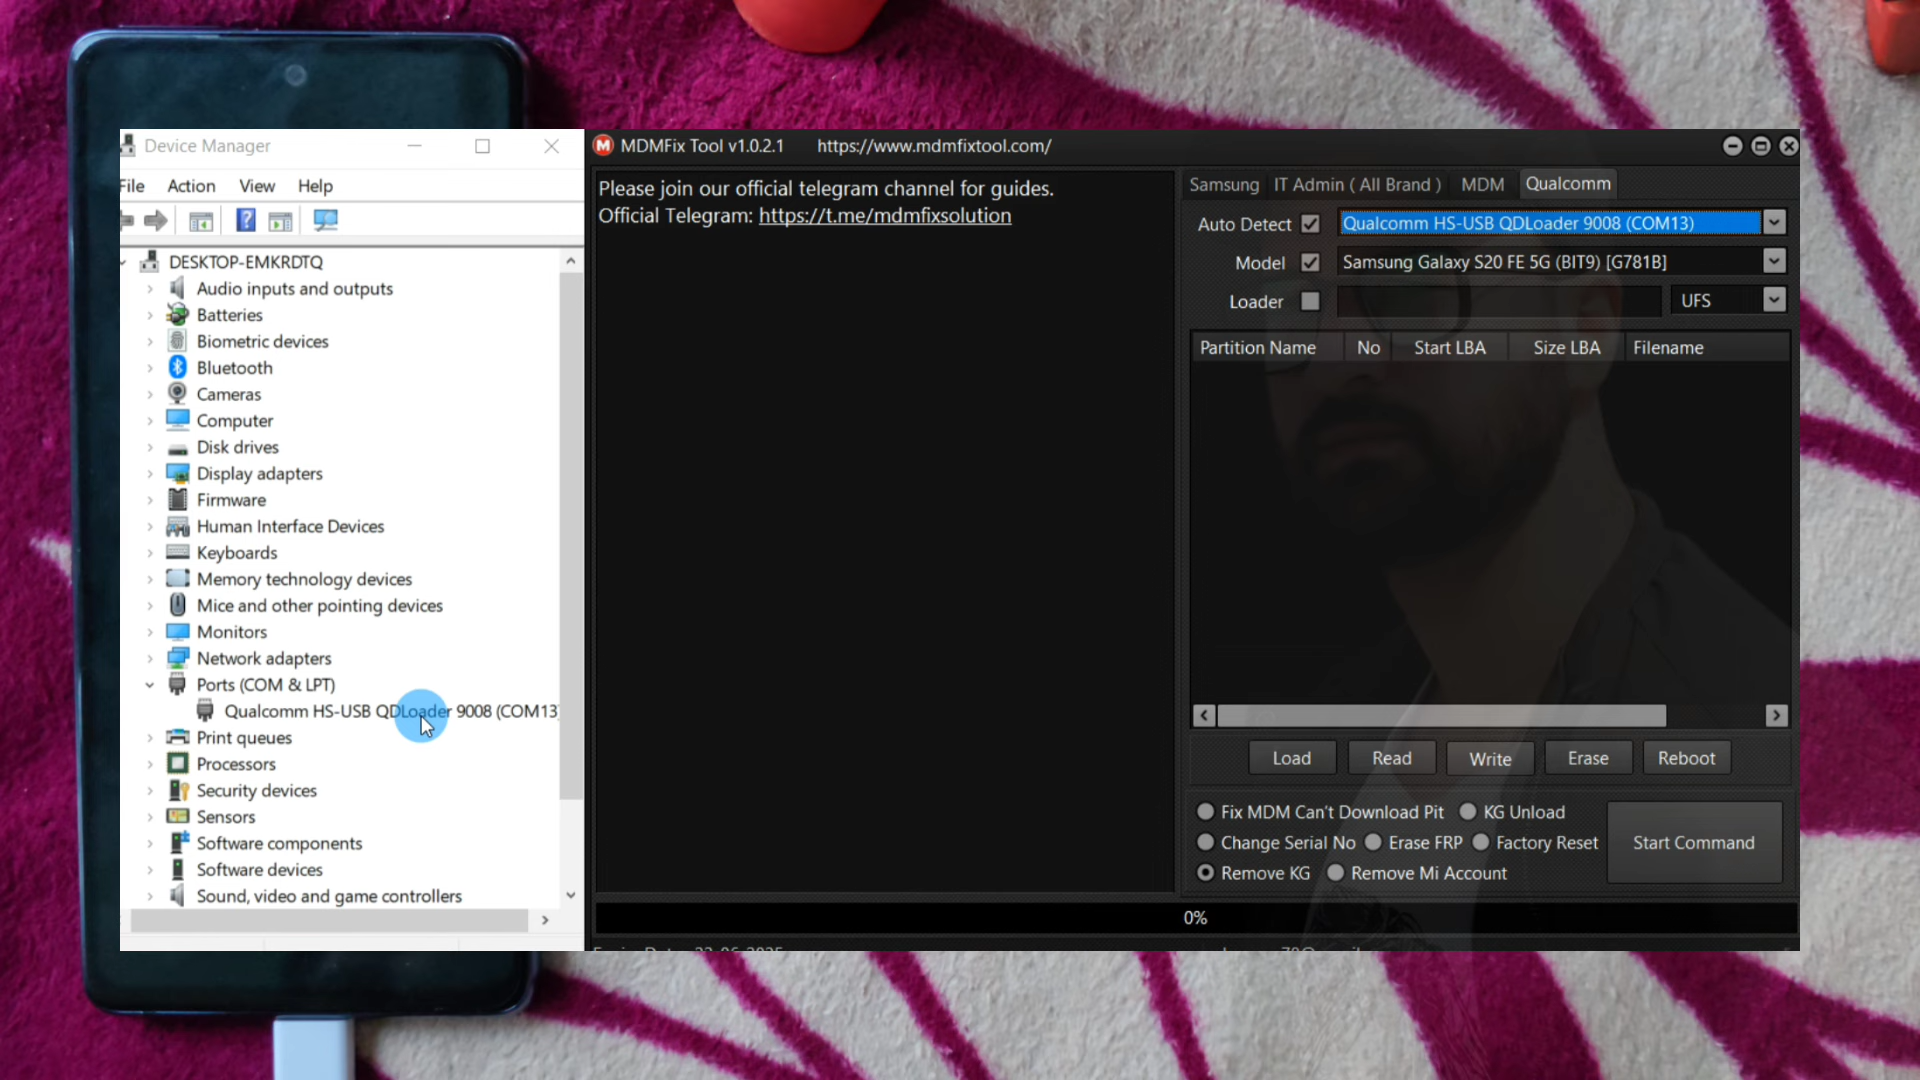 Device Manager
File Action View Help
DESKTOP-EMKRDTQ
Audio inputs and outputs
Batteries
Biometric devices
Bluetooth
Cameras
Computer
Disk drives
Display adapters
Firmware
Human Interface Devices
Keyboards
Memory technology devices
Mice and other pointing devices
Monitors
Network adapters
Ports (COM & LPT)
Qualcomm HS-USB QDLoader 9008 (COM13)
Print queues
Processors
Security devices
Sensors
Software components
Software devices
Sound, video and game controllers
M MDMFix Tool v1.0.2.1 https://www.mdmfixtool.com/
Please join our official telegram channel for guides.
Official Telegram: https://t.me/mdmfixsolution
Samsung IT Admin ( All Brand ) MDM Qualcomm
Auto Detect Qualcomm HS-USB QDLoader 9008 (COM13)
Model Samsung Galaxy S20 FE 5G (BIT9) [G781B]
Loader UFS
Partition Name No Start LBA Size LBA Filename
Load Read Write Erase Reboot
Fix MDM Can't Download Pit KG Unload
Change Serial No Erase FRP Factory Reset
Remove KG Remove Mi Account
Start Command
0%